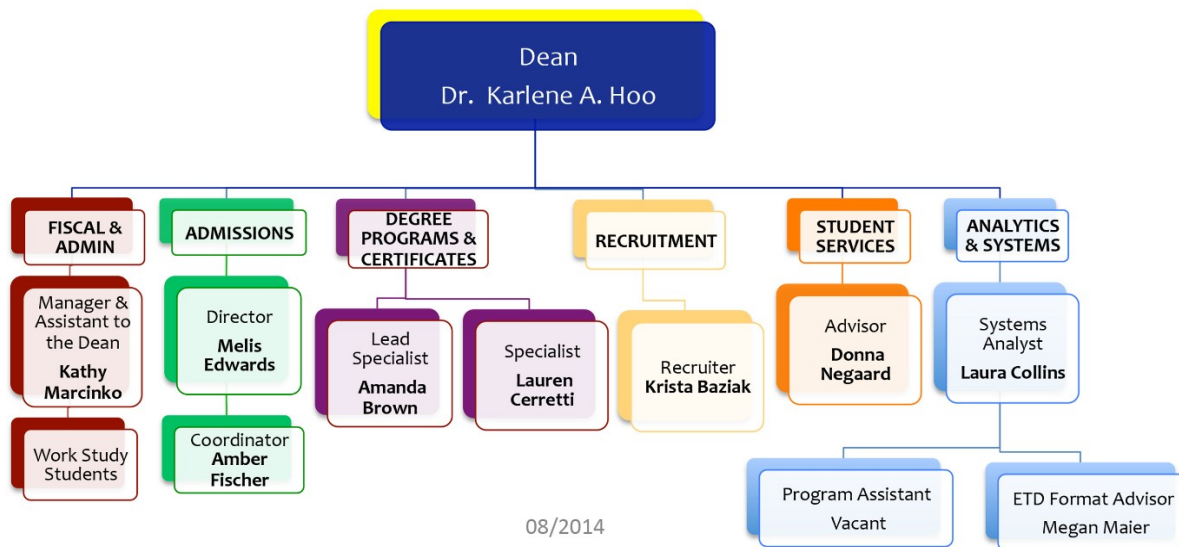 Dean
Dr. Karlene A. Hoo
FISCAL &
ADMIN
Manager &
Assistant to
the Dean
Kathy
Marcinko
Work Study
Students
ADMISSIONS
Director
Melis
Edwards
Coordinator
Amber
Fischer
DEGREE
PROGRAMS &
CERTIFICATES
Lead
Specialist
Amanda
Brown
Specialist
Lauren
Cerretti
RECRUITMENT
Recruiter
Krista Baziak
STUDENT
SERVICES
Advisor
Donna
Negaard
ANALYTICS
& SYSTEMS
Systems
Analyst
Laura Collins
Program Assistant
Vacant
ETD Format Advisor
Megan Maier
08/2014